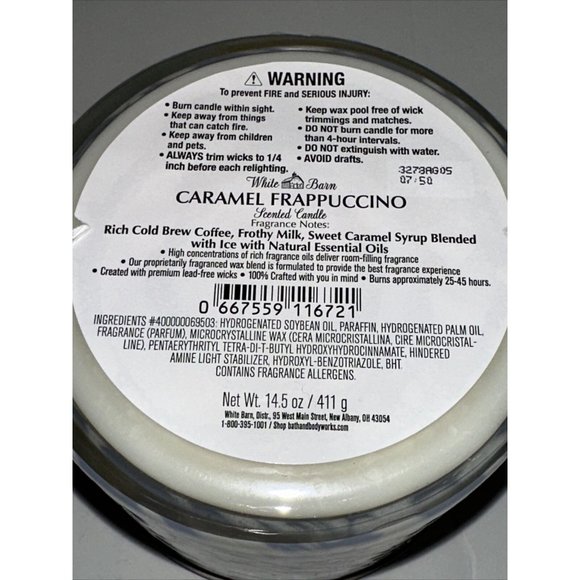 ⚠ WARNING
To prevent FIRE and SERIOUS INJURY:
• Burn candle within sight.
• Keep away from things
that can catch fire.
• Keep away from children
and pets.
• ALWAYS trim wicks to 1/4
inch before each relighting.
• Keep wax pool free of wick
trimmings and matches.
• DO NOT burn candle for more
than 4-hour intervals.
• DO NOT extinguish with water.
• AVOID drafts.
3278AG05
07:50
White Barn
CARAMEL FRAPPUCCINO
Scented Candle
Fragrance Notes:
Rich Cold Brew Coffee, Frothy Milk, Sweet Caramel Syrup Blended
with Ice with Natural Essential Oils
• High concentrations of rich fragrance oils deliver room-filling fragrance
• Our proprietarily fragranced wax blend is formulated to provide the best fragrance experience
• Created with premium lead-free wicks • 100% Crafted with you in mind • Burns approximately 25-45 hours.
0 667559 116721
INGREDIENTS #400000069503: HYDROGENATED SOYBEAN OIL, PARAFFIN, HYDROGENATED PALM OIL,
FRAGRANCE (PARFUM), MICROCRYSTALLINE WAX (CERA MICROCRISTALLINA, CIRE MICROCRISTAL-
LINE), PENTAERYTHRITYL TETRA-DI-T-BUTYL HYDROXYHYDROCINNAMATE, HINDERED
AMINE LIGHT STABILIZER, HYDROXYL-BENZOTRIAZOLE, BHT.
CONTAINS FRAGRANCE ALLERGENS.
Net Wt. 14.5 oz / 411 g
White Barn, Distr., 95 West Main Street, New Albany, OH 43054
1-800-395-1001 / Shop bathandbodyworks.com